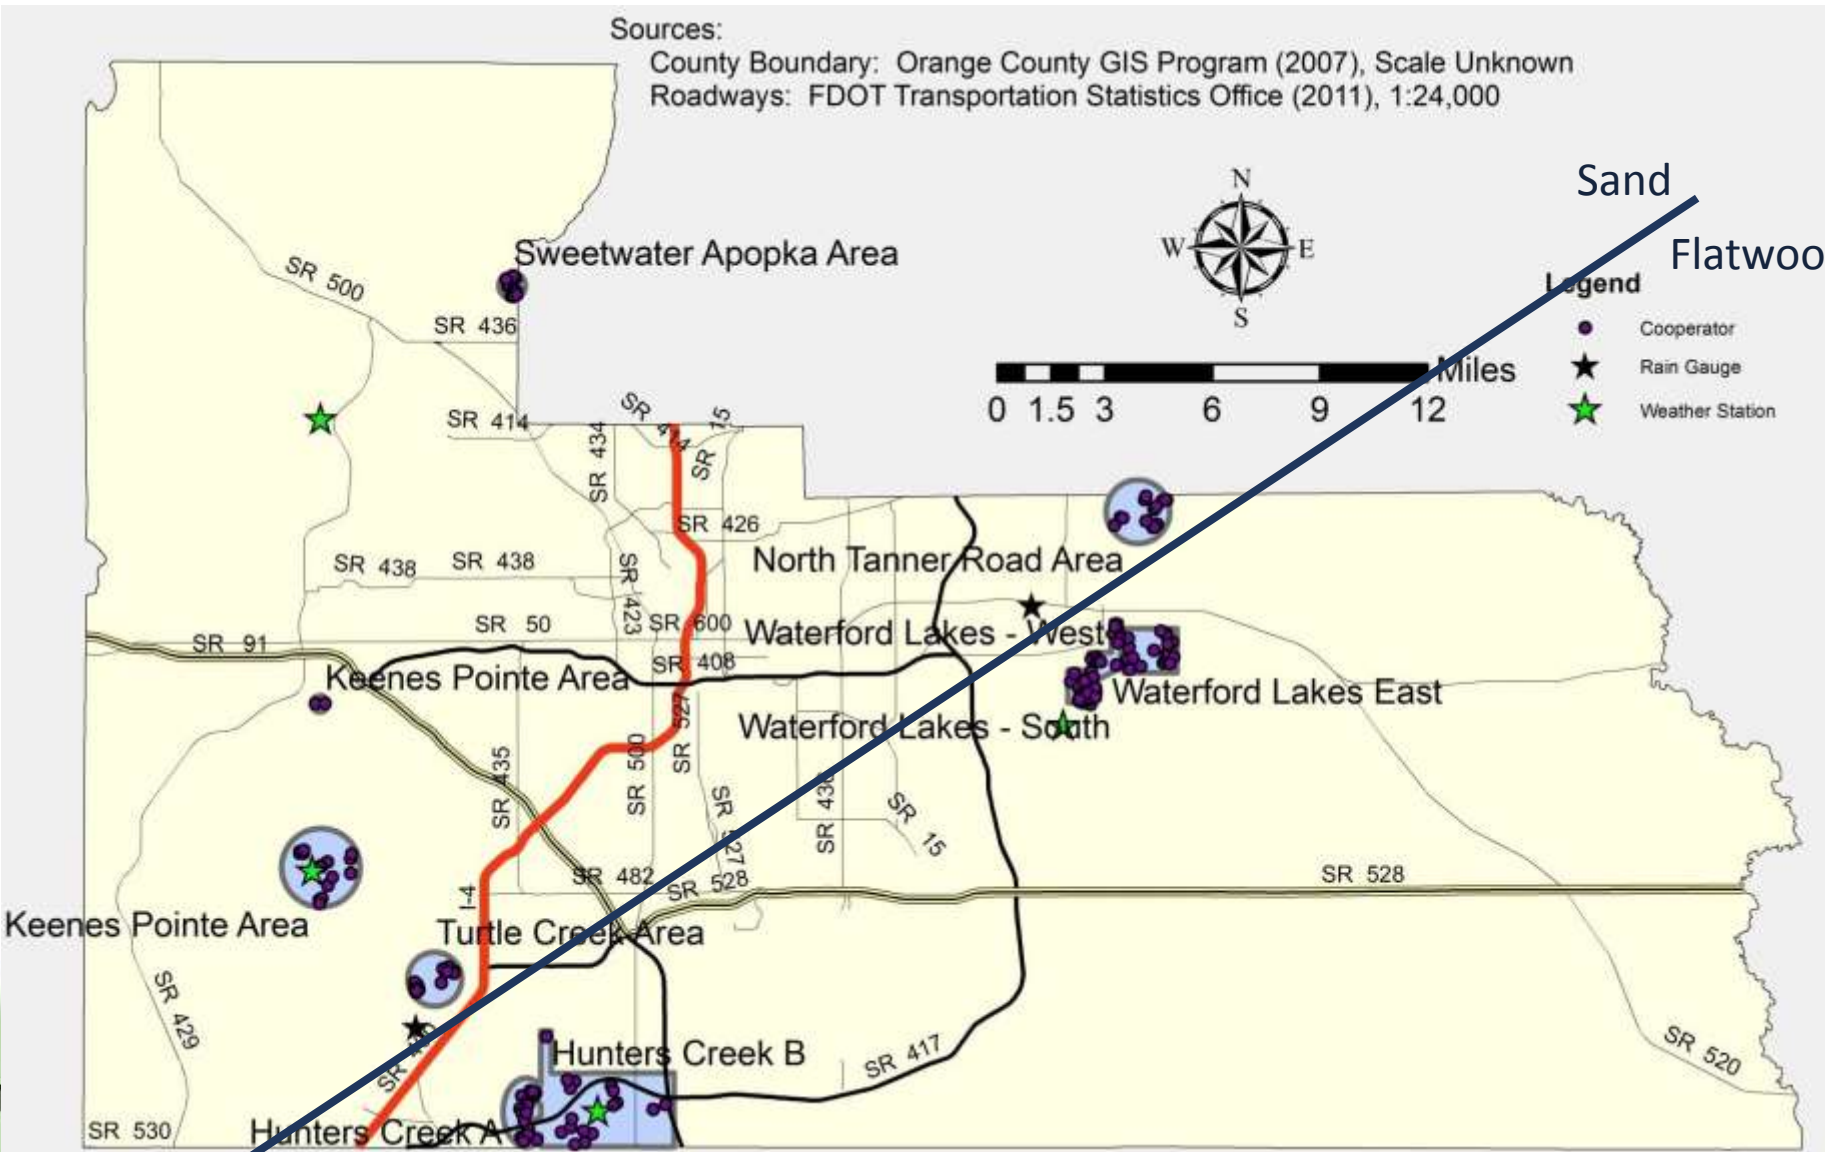 Sources:
County Boundary: Orange County GIS Program (2007), Scale Unknown
Roadways: FDOT Transportation Statistics Office (2011), 1:24,000
N
W
E
S
Sand
Flatwoo
Legend
Cooperator
Rain Gauge
Weather Station
Miles
0 1.5 3 6 9 12
Sweetwater Apopka Area
SR 500
SR 436
SR 414
SR 434
SR 414
SR 15
SR 426
North Tanner Road Area
SR 438
SR 438
SR 423
SR 50
SR 600
Waterford Lakes - West
SR 91
SR 408
Keenes Pointe Area
Waterford Lakes East
SR 527
Waterford Lakes - South
SR 435
SR 500
SR 527
SR 436
SR 15
SR 482
SR 528
SR 528
I-4
Keenes Pointe Area
Turtle Creek Area
SR 429
Hunters Creek B
SR 417
SR 520
SR 530
Hunters Creek A